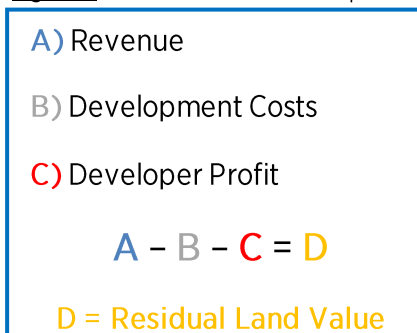 A) Revenue
B) Development Costs
C) Developer Profit
A – B – C = D
D = Residual Land Value